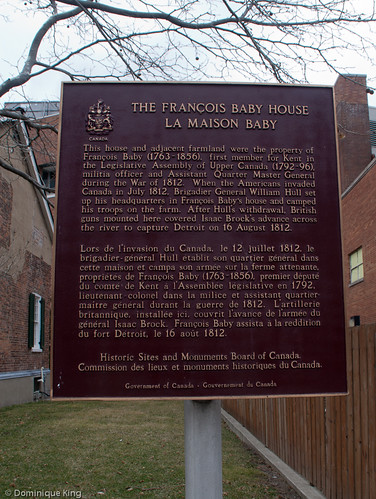 CANADA
THE FRANÇOIS BABY HOUSE
LA MAISON BABY
This house and adjacent farmland were the property of
François Baby (1763-1856), first member for Kent in
the Legislative Assembly of Upper Canada (1792-96),
militia officer and Assistant Quarter Master General
during the War of 1812. When the Americans invaded
Canada in July 1812, Brigadier General William Hull set
up his headquarters in François Baby's house and camped
his troops on the farm. After Hull's withdrawal, British
guns mounted here covered Isaac Brock's advance across
the river to capture Detroit on 16 August 1812.
Lors de l'invasion du Canada, le 12 juillet 1812, le
brigadier-général Hull établit son quartier général dans
cette maison et campa son armée sur la ferme attenante,
propriétés de François Baby (1763-1856), premier député
du comté de Kent à l'Assemblée législative en 1792,
lieutenant-colonel dans la milice et assistant quartier-
maître général durant la guerre de 1812. L'artillerie
britannique, installée ici, couvrit l'avance de l'armée du
général Isaac Brock. François Baby assista à la reddition
du fort Détroit, le 16 août 1812.
Historic Sites and Monuments Board of Canada.
Commission des lieux et monuments historiques du Canada.
Government of Canada - Gouvernement du Canada
© Dominique King